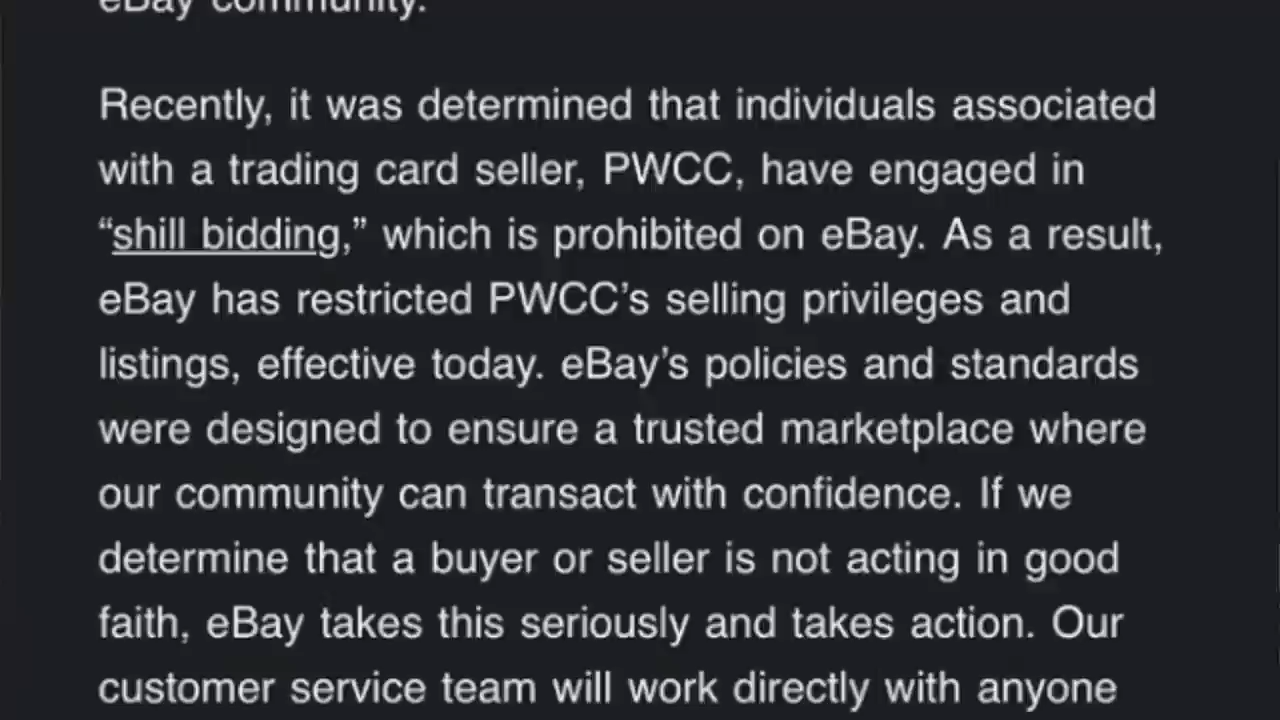 eBay community.
Recently, it was determined that individuals associated
with a trading card seller, PWCC, have engaged in
“shill bidding,” which is prohibited on eBay. As a result,
eBay has restricted PWCC’s selling privileges and
listings, effective today. eBay’s policies and standards
were designed to ensure a trusted marketplace where
our community can transact with confidence. If we
determine that a buyer or seller is not acting in good
faith, eBay takes this seriously and takes action. Our
customer service team will work directly with anyone